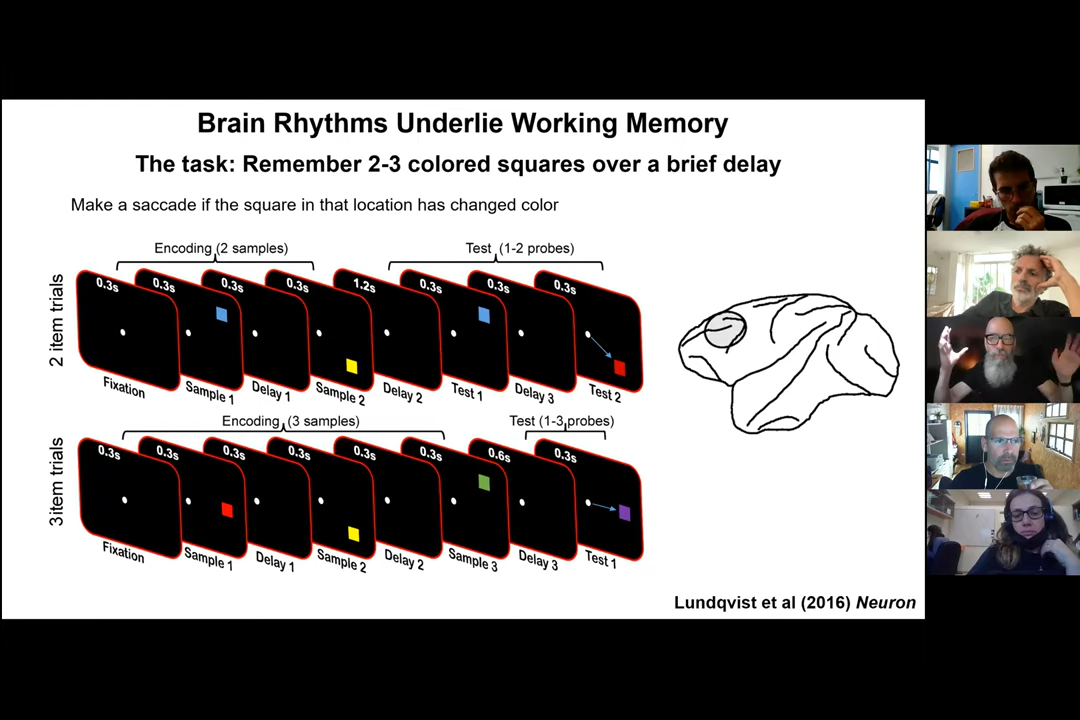 Brain Rhythms Underlie Working Memory
The task: Remember 2-3 colored squares over a brief delay
Make a saccade if the square in that location has changed color
Encoding (2 samples)
Test (1-2 probes)
2 item trials
0.3s
0.3s
0.3s
0.3s
1.2s
0.3s
0.3s
0.3s
Fixation
Sample 1
Delay 1
Sample 2
Delay 2
Test 1
Delay 3
Test 2
Encoding (3 samples)
Test (1-3 probes)
3 item trials
0.3s
0.3s
0.3s
0.3s
0.3s
0.3s
0.6s
0.3s
Fixation
Sample 1
Delay 1
Sample 2
Delay 2
Sample 3
Delay 3
Test 1
Lundqvist et al (2016) Neuron